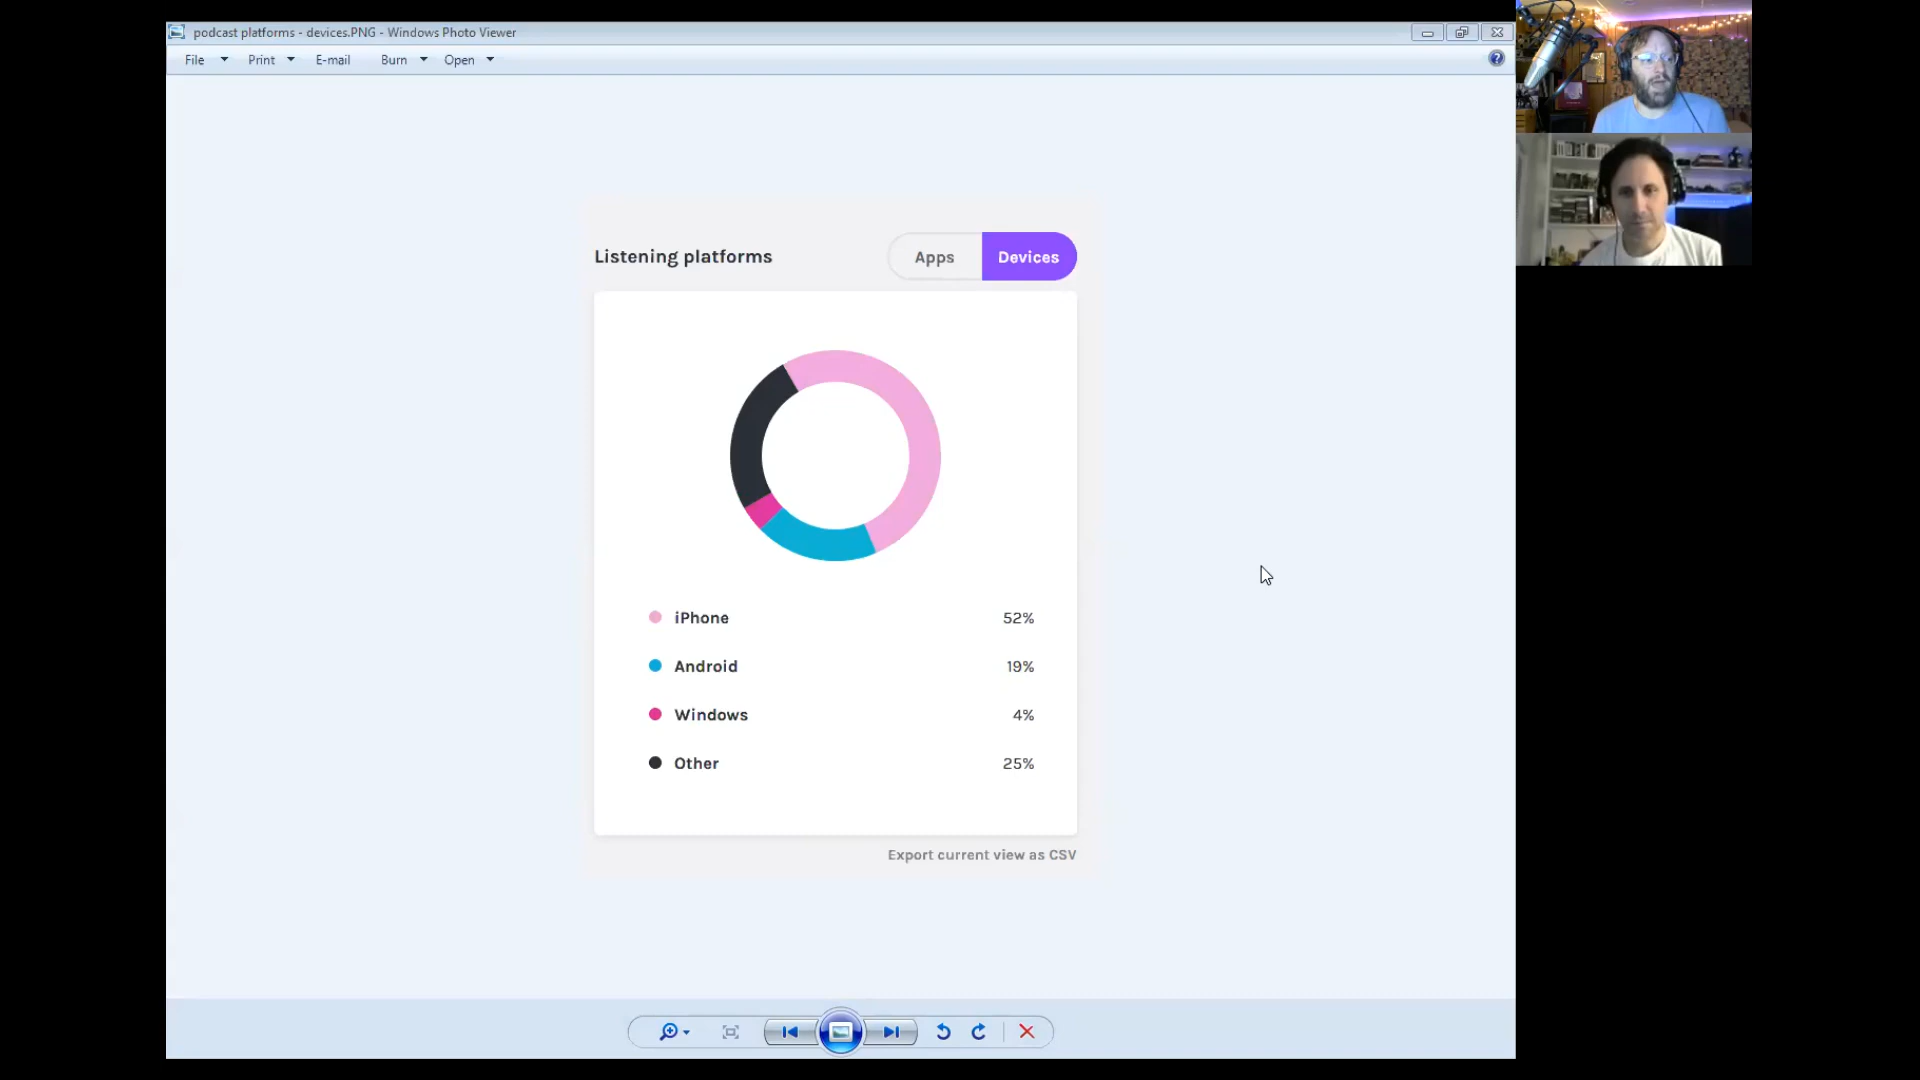 podcast platforms - devices.PNG - Windows Photo Viewer
File Print E-mail Burn Open
Listening platforms
Apps Devices
iPhone 52%
Android 19%
Windows 4%
Other 25%
Export current view as CSV